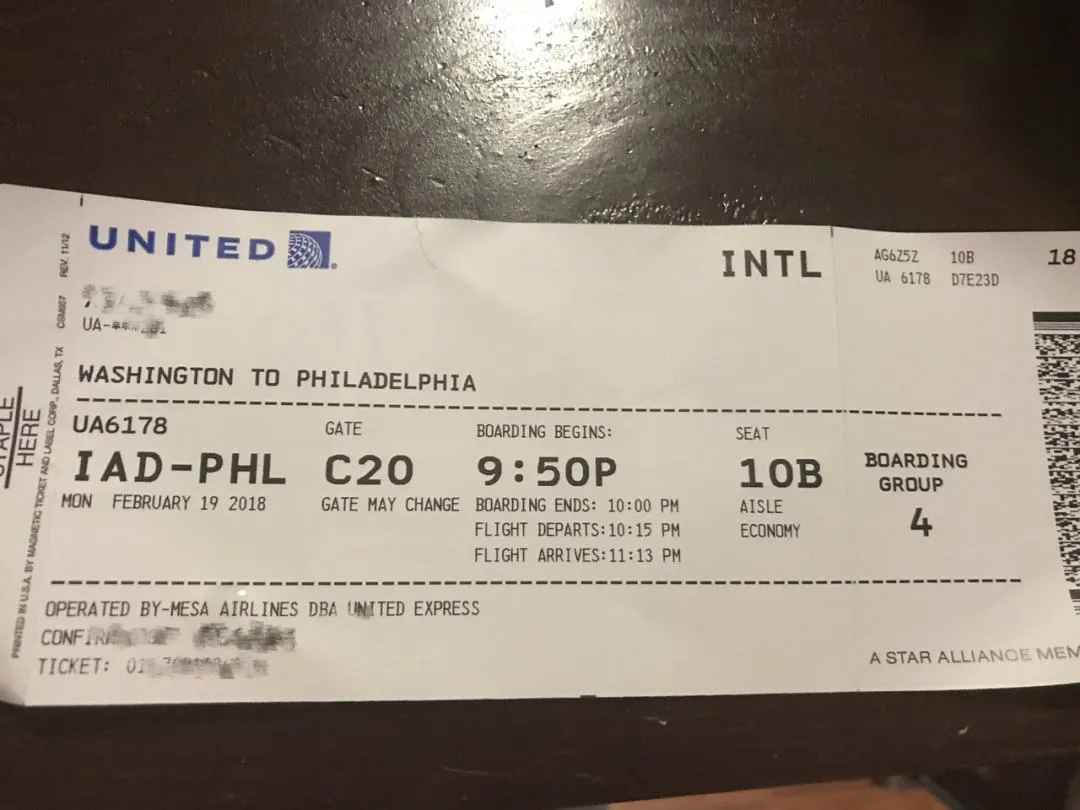 UNITED
INTL
AG6Z5Z 10B
UA 6178 D7E23D
18
UA-
WASHINGTON TO PHILADELPHIA
UA6178
IAD-PHL
MON FEBRUARY 19 2018
GATE
C20
GATE MAY CHANGE
BOARDING BEGINS:
9:50P
BOARDING ENDS: 10:00 PM
FLIGHT DEPARTS:10:15 PM
FLIGHT ARRIVES:11:13 PM
SEAT
10B
AISLE
ECONOMY
BOARDING
GROUP
4
OPERATED BY-MESA AIRLINES DBA UNITED EXPRESS
TICKET:
A STAR ALLIANCE MEM
STAPLE
HERE
PRINTED IN U.S.A. BY MAGNETIC TICKET AND LABEL CORP., DALLAS, TX CSM957 REV. 11/12